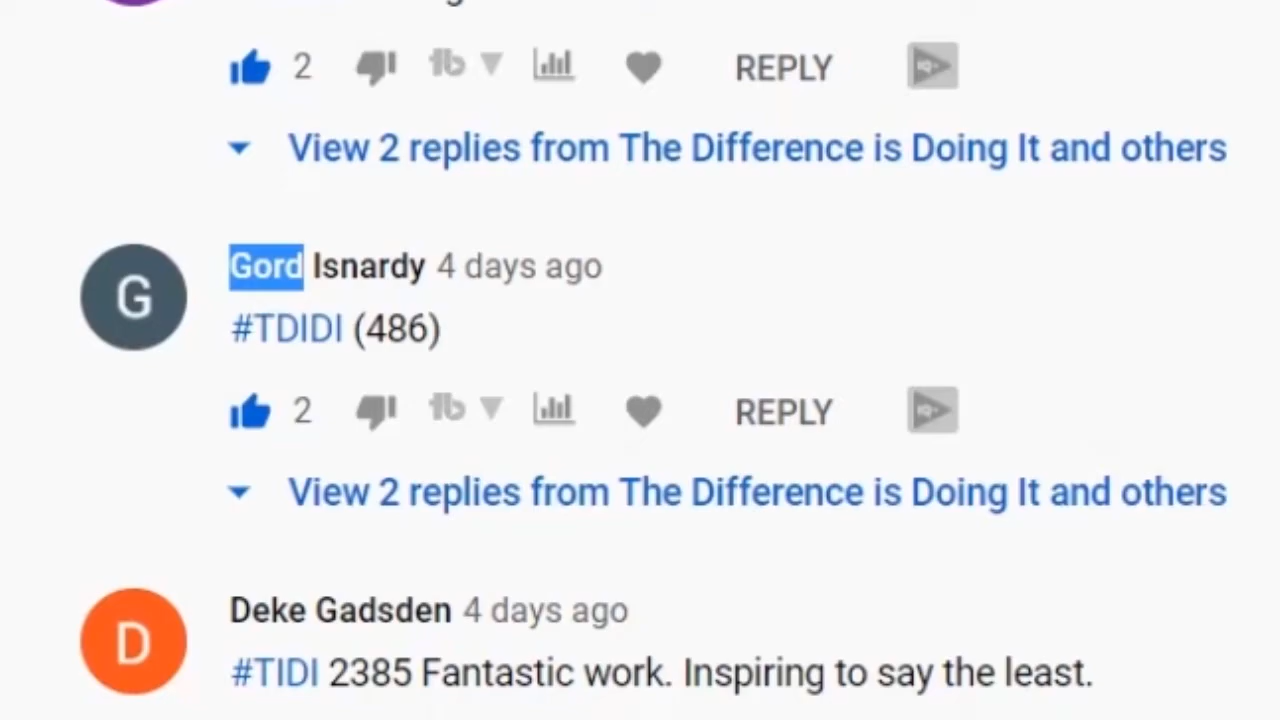 2 REPLY
View 2 replies from The Difference is Doing It and others
G
Gord Isnardy 4 days ago
#TDIDI (486)
2 REPLY
View 2 replies from The Difference is Doing It and others
D
Deke Gadsden 4 days ago
#TIDI 2385 Fantastic work. Inspiring to say the least.